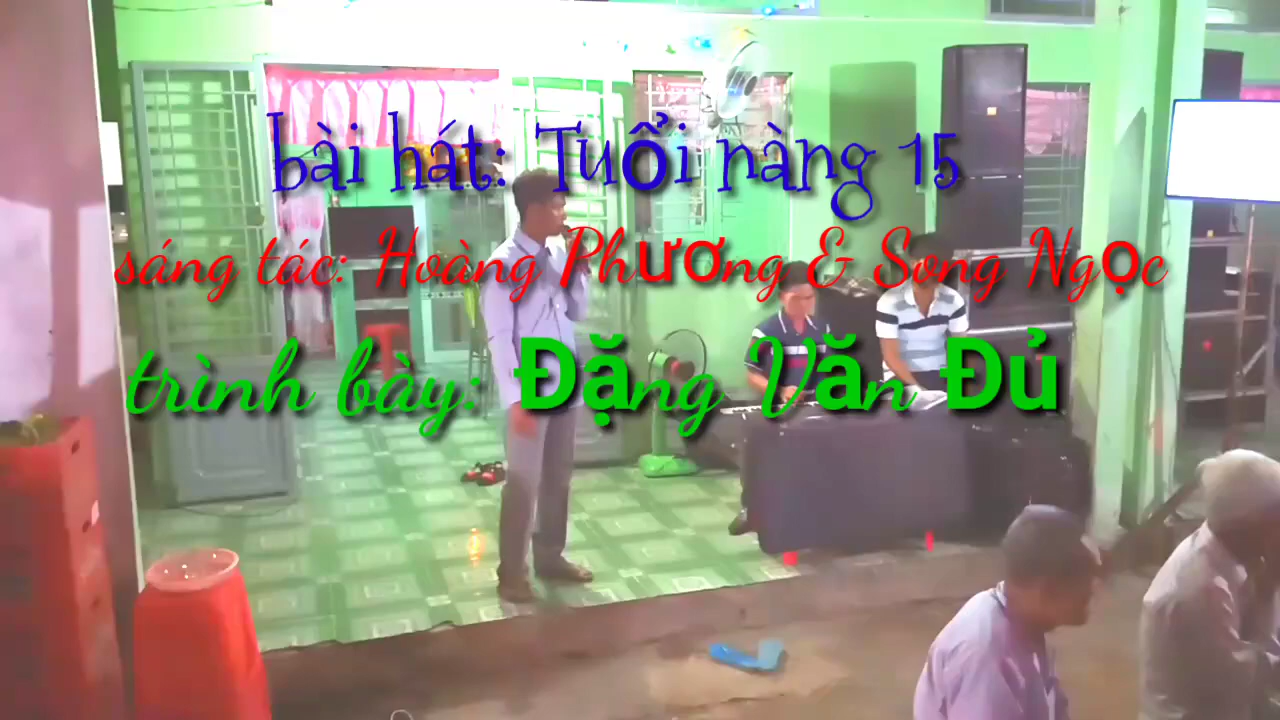 bài hát: Tuổi nàng 15
sáng tác: Hoàng Phương & Song Ngọc
trình bày: Đặng Văn Đủ